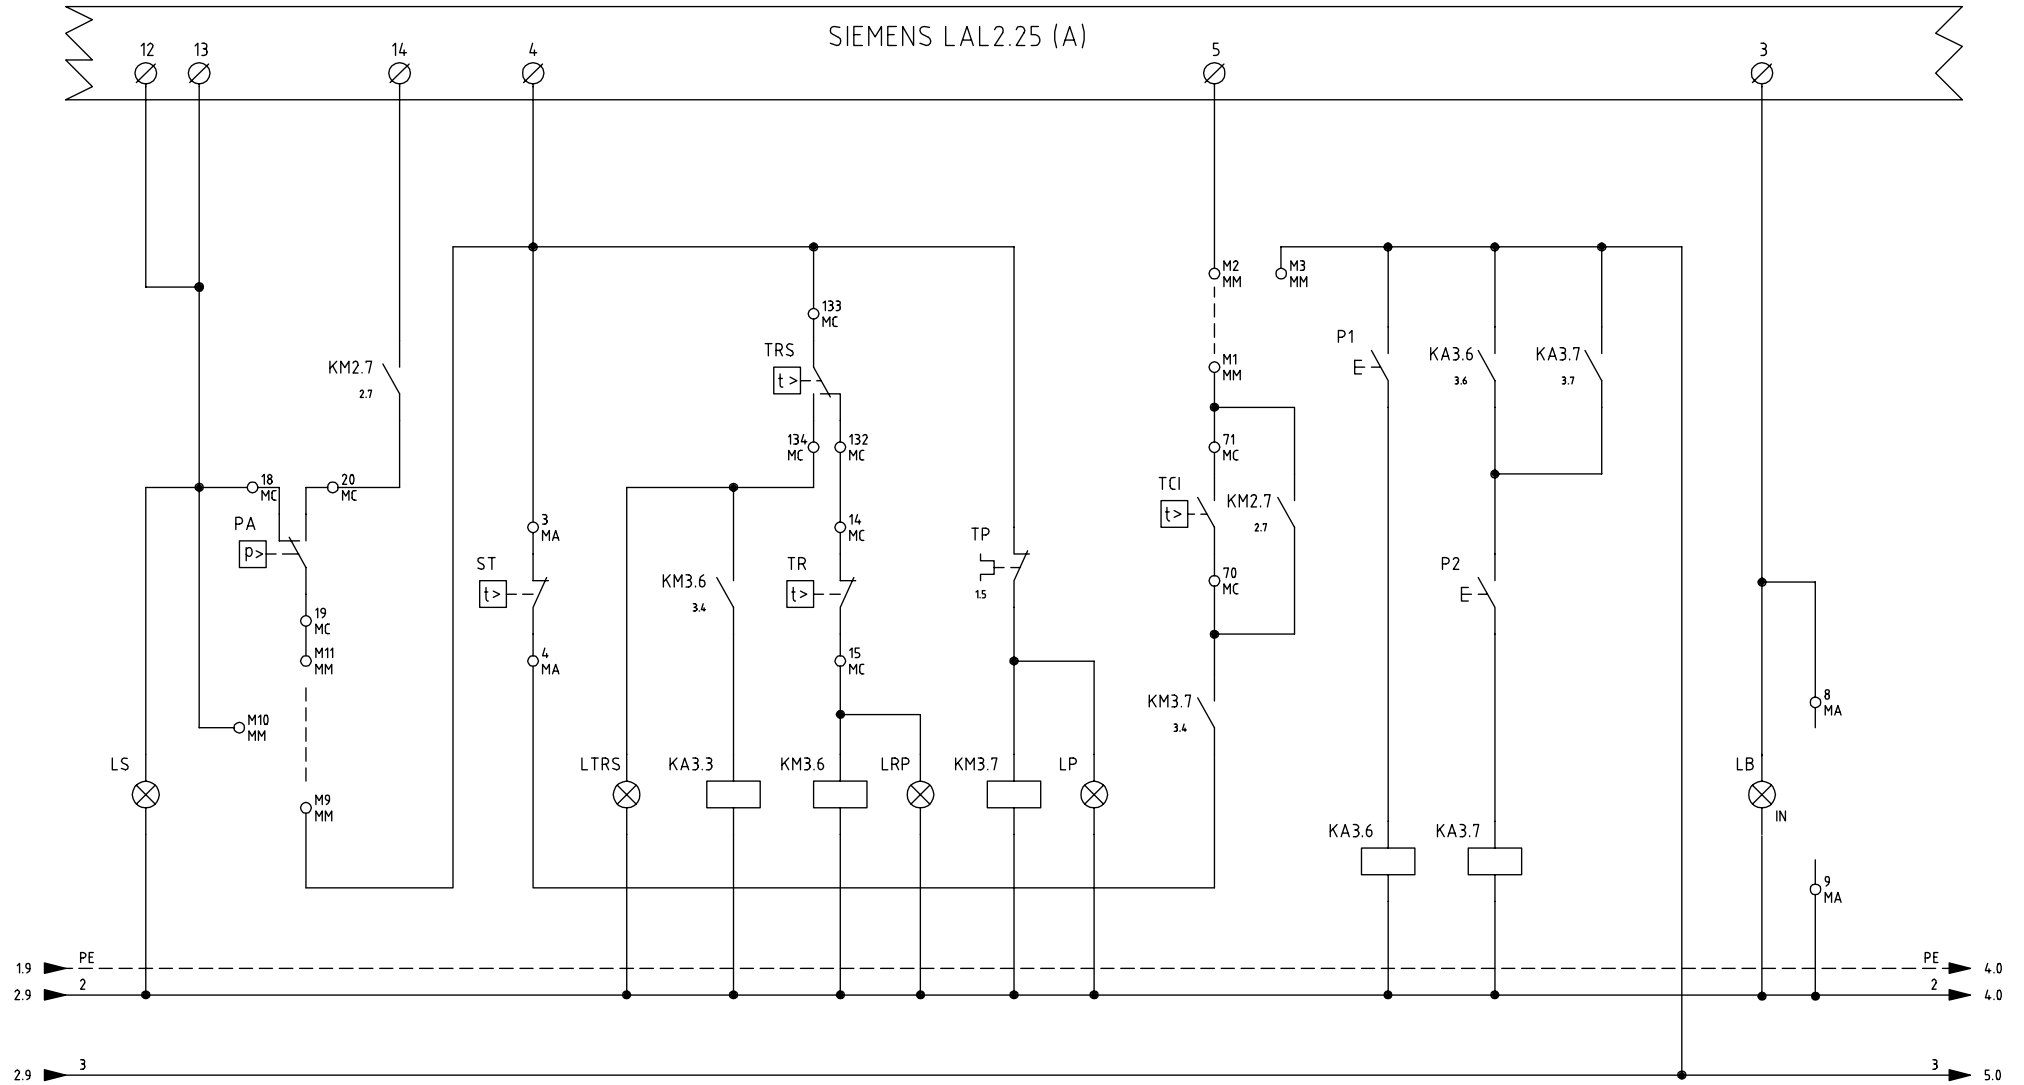 SIEMENS LAL2.25 (A)
12
13
14
4
5
3
M2
MM
M3
MM
133
MC
TRS
t>
P1
E
KM2.7
2.7
M1
MM
KA3.6
3.6
KA3.7
3.7
134
MC
132
MC
71
MC
18
MC
20
MC
TCI
t>
KM2.7
2.7
PA
p>
3
MA
14
MC
TP
1.5
ST
t>
KM3.6
3.4
TR
t>
70
MC
P2
E
19
MC
M11
MM
4
MA
15
MC
KM3.7
3.4
8
MA
M10
MM
LS
LTRS
KA3.3
KM3.6
LRP
KM3.7
LP
LB
IN
M9
MM
KA3.6
KA3.7
9
MA
1.9
PE
PE
4.0
2.9
2
2
4.0
2.9
3
3
5.0